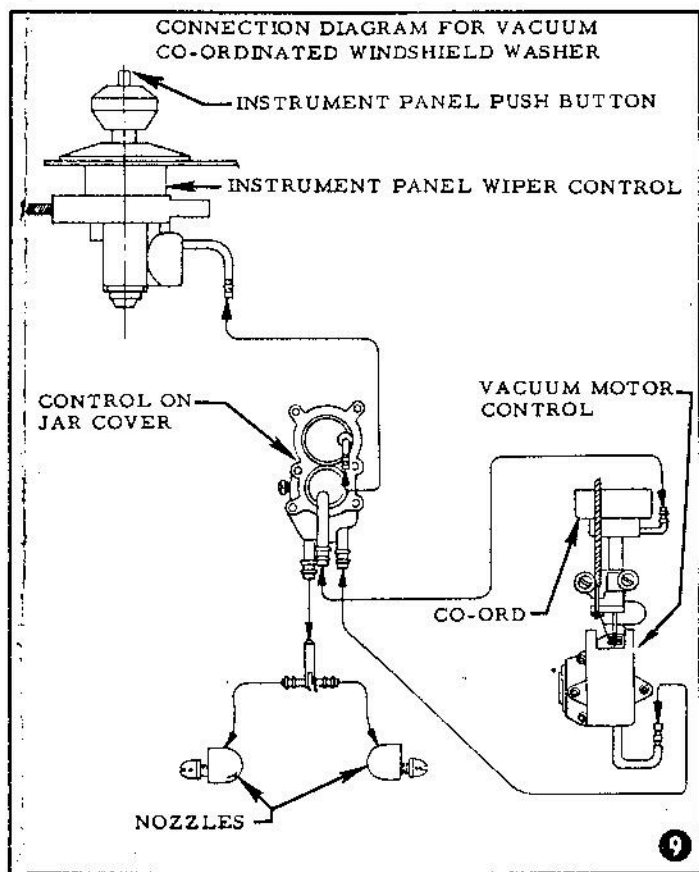 CONNECTION DIAGRAM FOR VACUUM
CO-ORDINATED WINDSHIELD WASHER
INSTRUMENT PANEL PUSH BUTTON
INSTRUMENT PANEL WIPER CONTROL
CONTROL ON
JAR COVER
VACUUM MOTOR
CONTROL
CO-ORD
NOZZLES
9